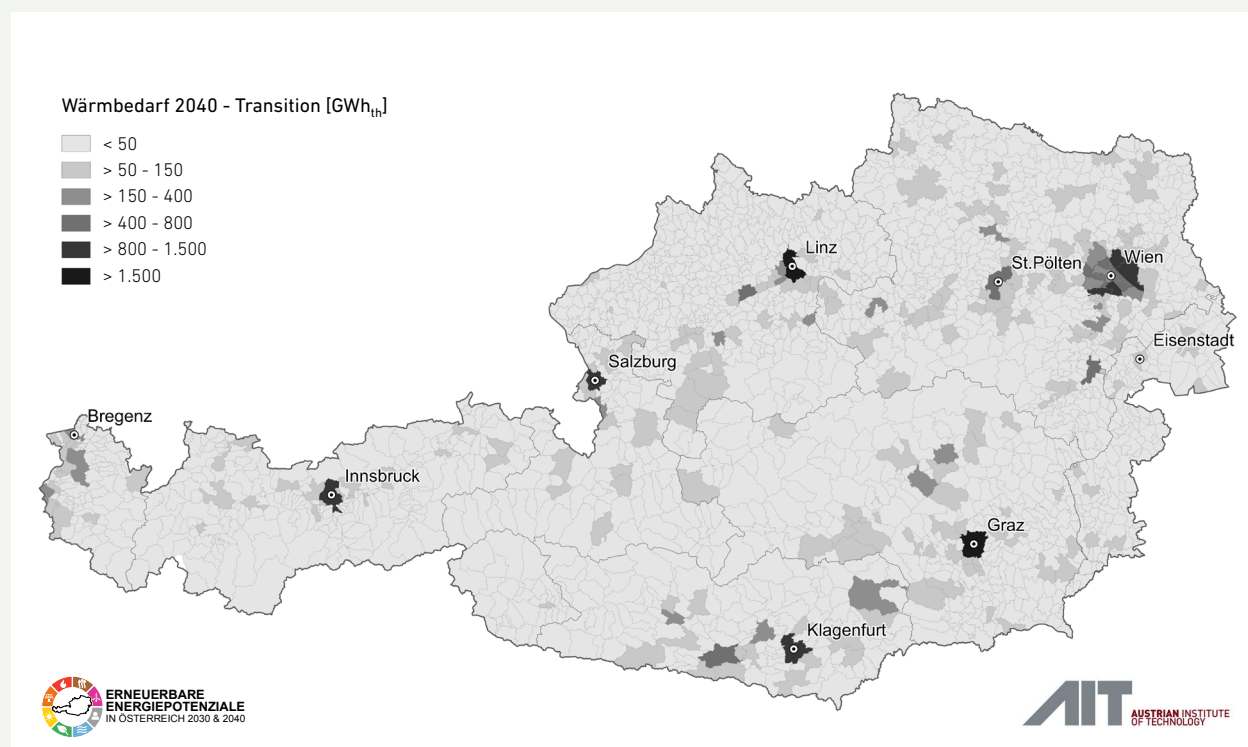 Wärmbedarf 2040 - Transition [GWhth]
< 50
> 50 - 150
> 150 - 400
> 400 - 800
> 800 - 1.500
> 1.500
Linz
St.Pölten
Wien
Eisenstadt
Salzburg
Bregenz
Innsbruck
Graz
Klagenfurt
ERNEUERBARE
ENERGIEPOTENZIALE
IN ÖSTERREICH 2030 & 2040
AIT
AUSTRIAN INSTITUTE
OF TECHNOLOGY